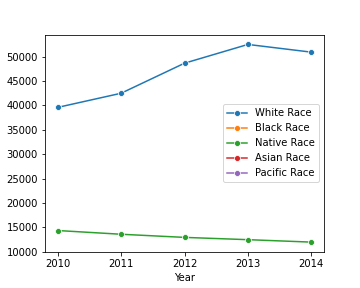 50000
45000
40000
35000
30000
25000
20000
15000
10000
White Race
Black Race
Native Race
Asian Race
Pacific Race
2010 2011 2012 2013 2014
Year